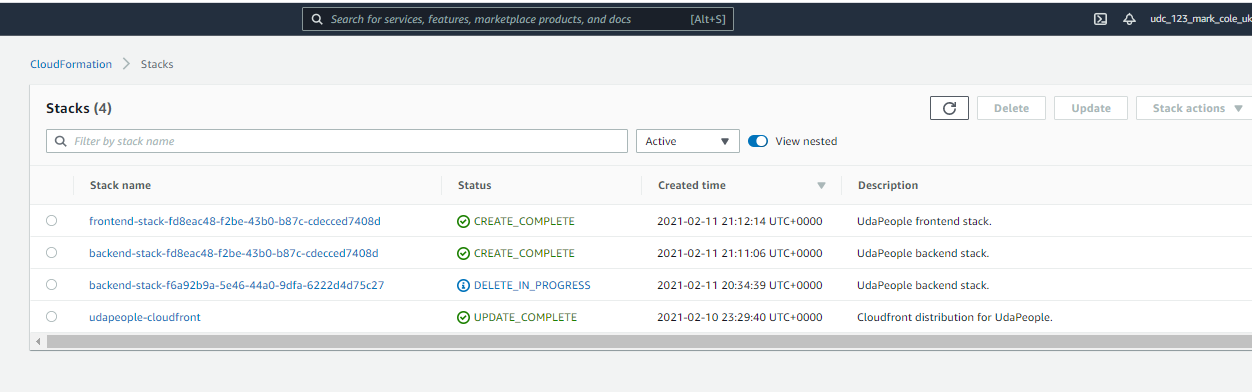 Search for services, features, marketplace products, and docs [Alt+S] udc_123_mark_cole_uk
CloudFormation Stacks
Stacks (4) Delete Update Stack actions
Filter by stack name Active View nested
Stack name Status Created time Description
frontend-stack-fd8eac48-f2be-43b0-b87c-cdecced7408d CREATE_COMPLETE 2021-02-11 21:12:14 UTC+0000 UdaPeople frontend stack.
backend-stack-fd8eac48-f2be-43b0-b87c-cdecced7408d CREATE_COMPLETE 2021-02-11 21:11:06 UTC+0000 UdaPeople backend stack.
backend-stack-f6a92b9a-5e46-44a0-9dfa-6222d4d75c27 DELETE_IN_PROGRESS 2021-02-11 20:34:39 UTC+0000 UdaPeople backend stack.
udapeople-cloudfront UPDATE_COMPLETE 2021-02-10 23:29:40 UTC+0000 Cloudfront distribution for UdaPeople.